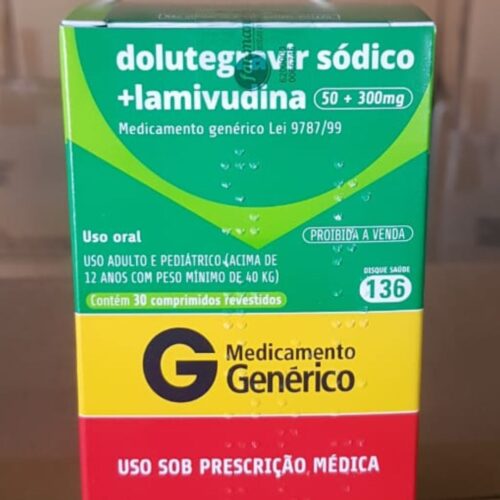 dolutegravir sódico
+lamivudina 50 + 300mg
Medicamento genérico Lei 9787/99
Uso oral
PROIBIDA A VENDA
USO ADULTO E PEDIÁTRICO (ACIMA DE
12 ANOS COM PESO MÍNIMO DE 40 KG)
Contém 30 comprimidos revestidos
DISQUE SAÚDE
136
G Medicamento
Genérico
USO SOB PRESCRIÇÃO MÉDICA